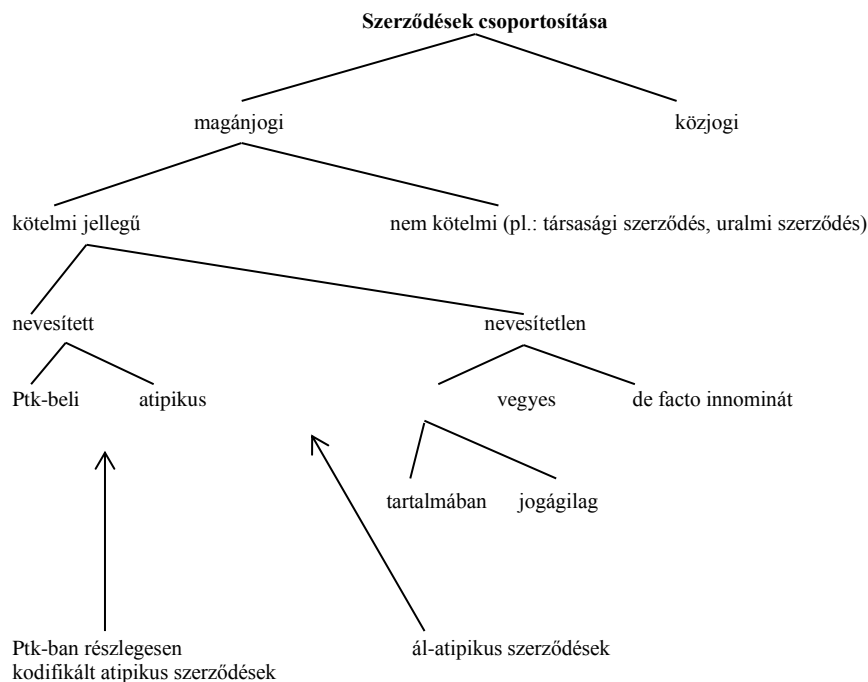 Szerződések csoportosítása
magánjogi közjogi
kötelmi jellegű nem kötelmi (pl.: társasági szerződés, uralmi szerződés)
nevesített nevesítetlen
Ptk-beli atipikus vegyes de facto innominát
tartalmában jogágilag
Ptk-ban részlegesen ál-atipikus szerződések
kodifikált atipikus szerződések